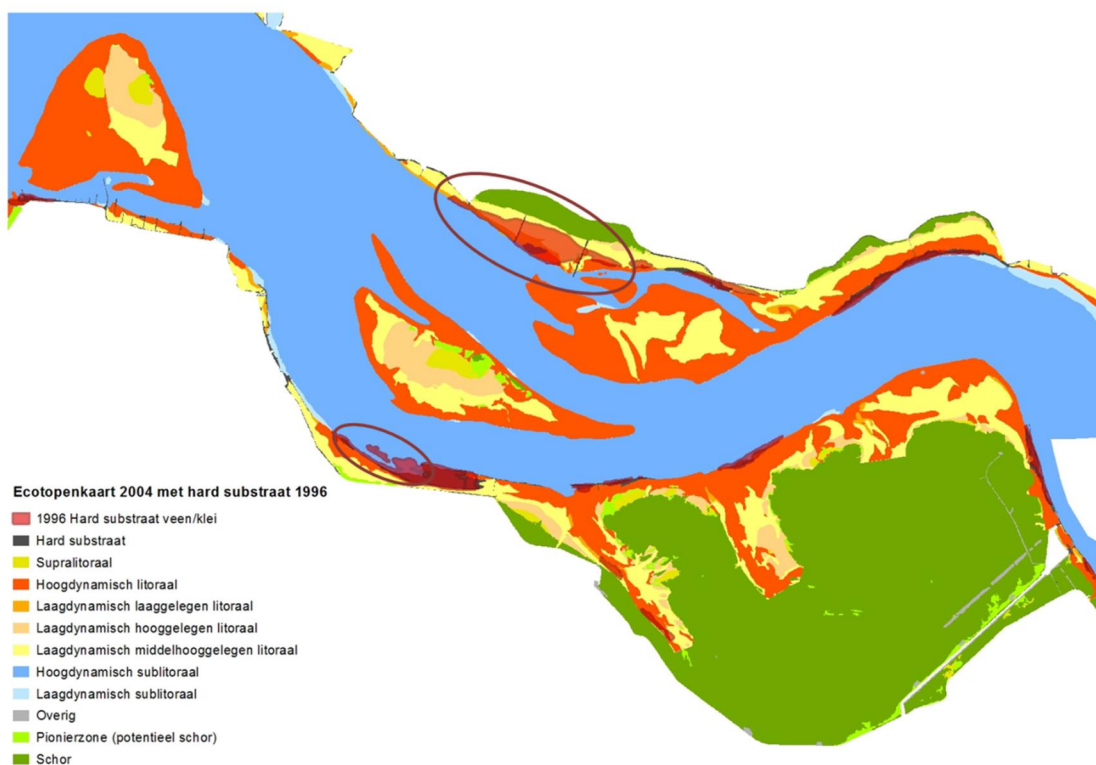 Ecotopenkaart 2004 met hard substraat 1996
1996 Hard substraat veen/klei
Hard substraat
Supralitoraal
Hoogdynamisch litoraal
Laagdynamisch laaggelegen litoraal
Laagdynamisch hooggelegen litoraal
Laagdynamisch middelhooggelegen litoraal
Hoogdynamisch sublitoraal
Laagdynamisch sublitoraal
Overig
Pionierzone (potentieel schor)
Schor